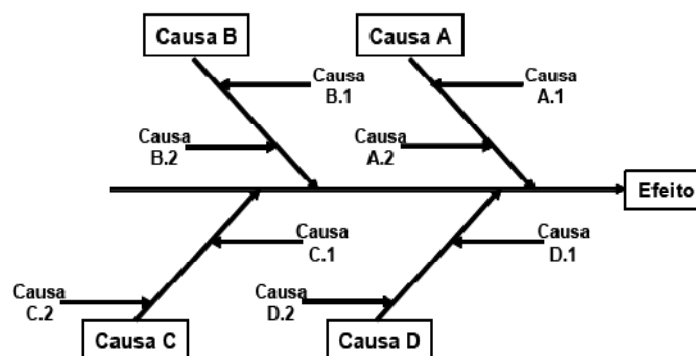 Causa B
Causa A
Causa
B.1
Causa
A.1
Causa
B.2
Causa
A.2
Efeito
Causa
C.1
Causa
D.1
Causa
C.2
Causa
D.2
Causa C
Causa D